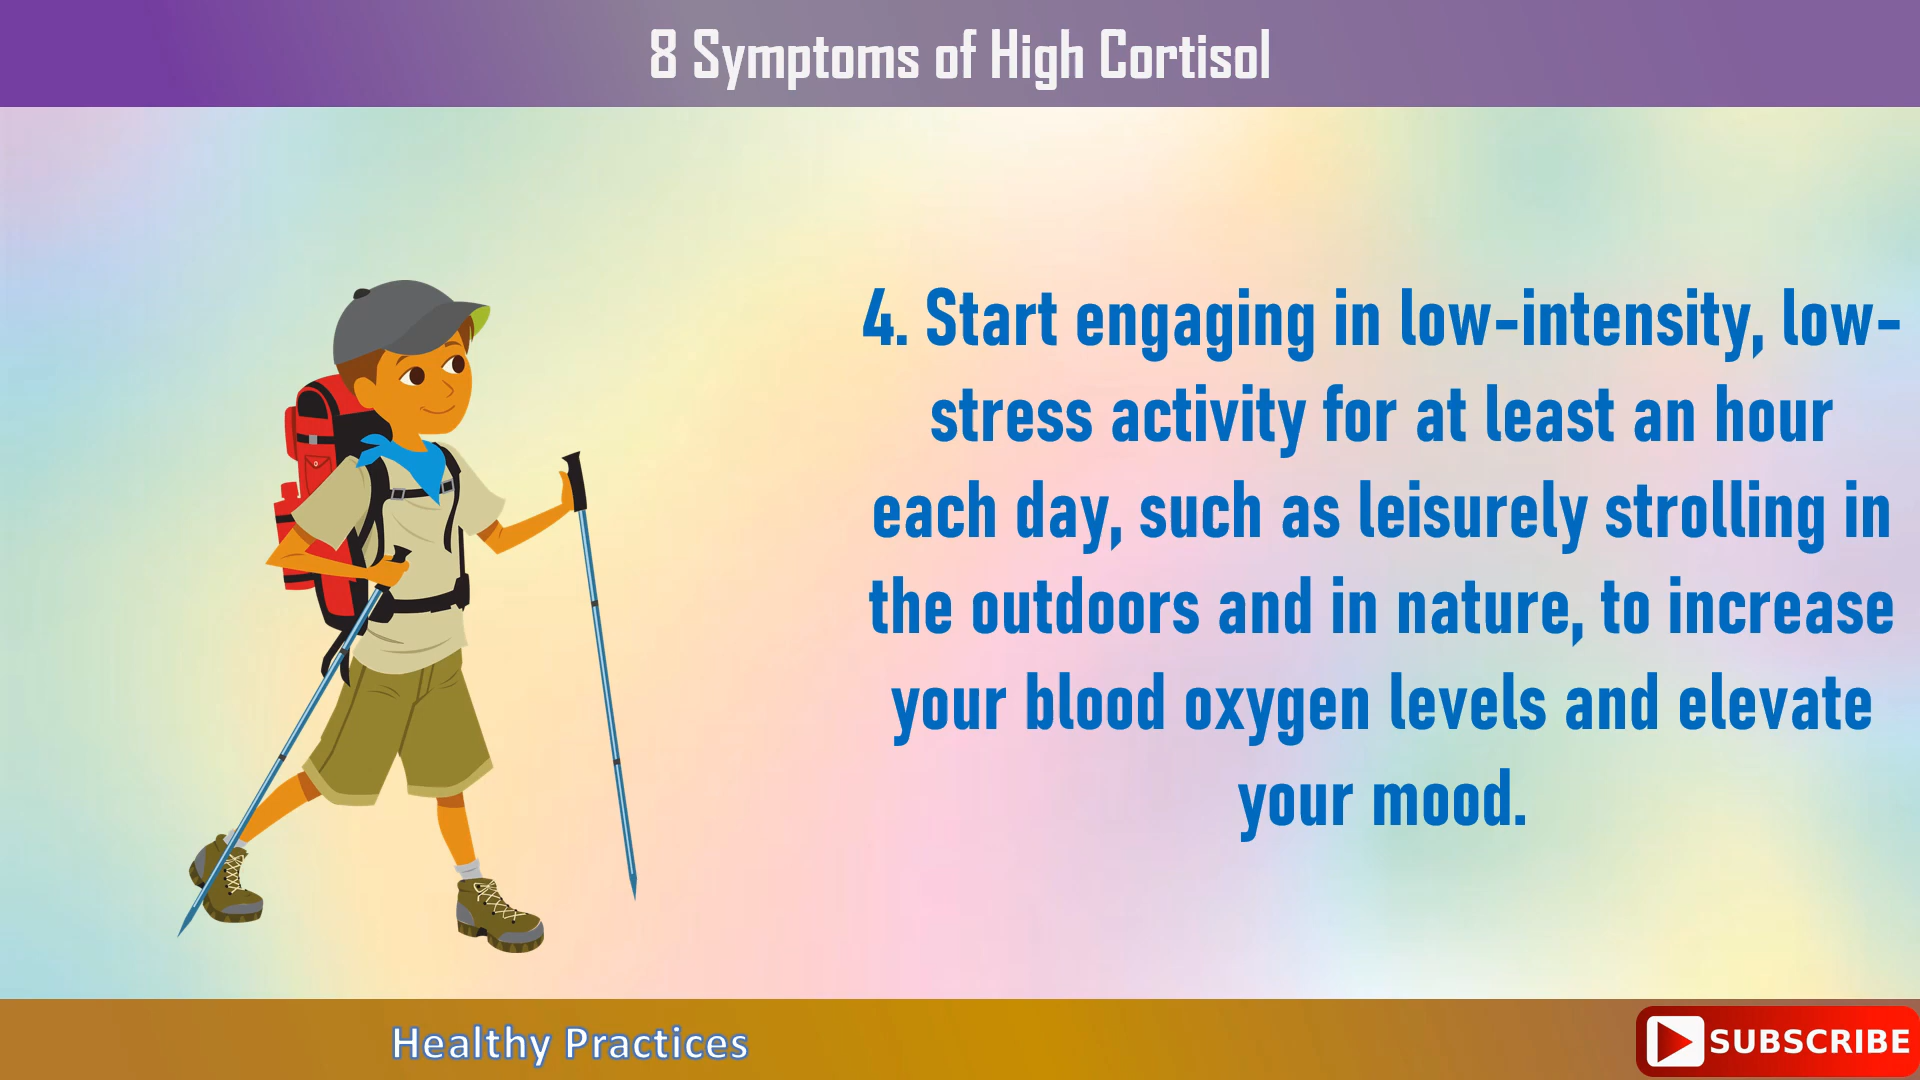 8 Symptoms of High Cortisol
4. Start engaging in low-intensity, low-
stress activity for at least an hour
each day, such as leisurely strolling in
the outdoors and in nature, to increase
your blood oxygen levels and elevate
your mood.
Healthy Practices
SUBSCRIBE